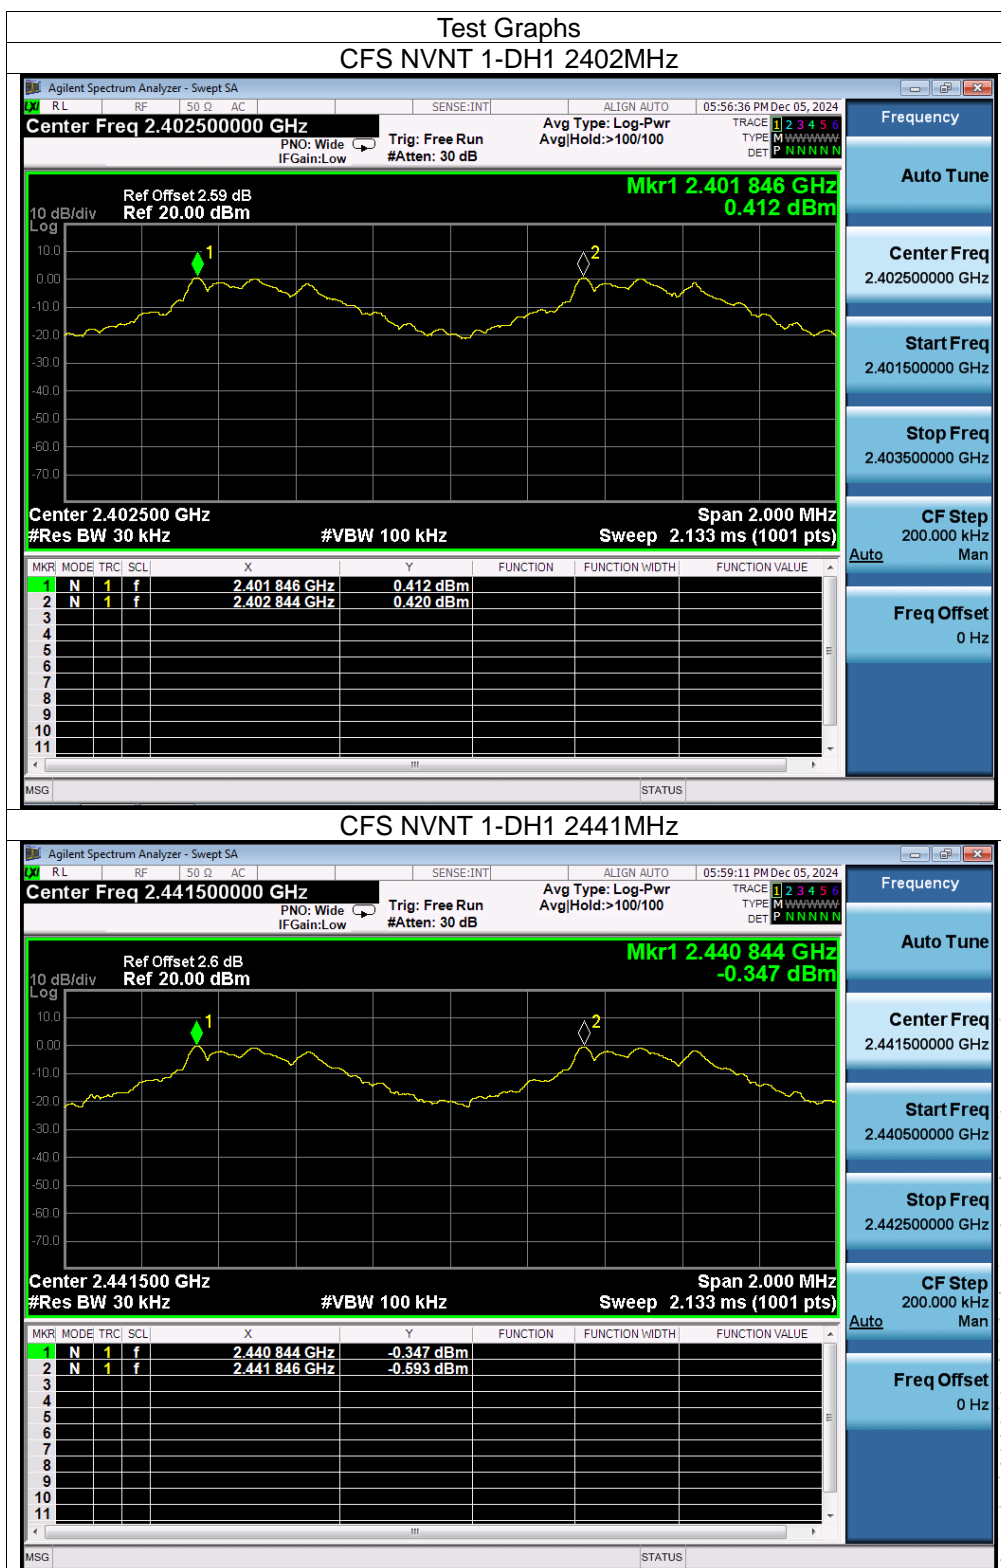 Test Graphs
CFS NVNT 1-DH1 2402MHz
Agilent Spectrum Analyzer - Swept SA
LXI RL RF 50 Ω AC SENSE:INT ALIGN AUTO 05:56:36 PM Dec 05, 2024
Center Freq 2.402500000 GHz
PNO: Wide
IFGain:Low
Trig: Free Run
#Atten: 30 dB
Avg Type: Log-Pwr
Avg|Hold:>100/100
TRACE 1 2 3 4 5 6
TYPE M WWWWW
DET P N N N N N
Frequency
Mkr1 2.401 846 GHz
0.412 dBm
Ref Offset 2.59 dB
10 dB/div Ref 20.00 dBm
Log
10.0
0.00
-10.0
-20.0
-30.0
-40.0
-50.0
-60.0
-70.0
1
2
Center 2.402500 GHz Span 2.000 MHz
#Res BW 30 kHz #VBW 100 kHz Sweep 2.133 ms (1001 pts)
MKR MODE TRC SCL X Y FUNCTION FUNCTION WIDTH FUNCTION VALUE
1 N 1 f 2.401 846 GHz 0.412 dBm
2 N 1 f 2.402 844 GHz 0.420 dBm
3
4
5
6
7
8
9
10
11
MSG STATUS
Auto Tune
Center Freq
2.402500000 GHz
Start Freq
2.401500000 GHz
Stop Freq
2.403500000 GHz
CF Step
200.000 kHz
Auto Man
Freq Offset
0 Hz
CFS NVNT 1-DH1 2441MHz
Agilent Spectrum Analyzer - Swept SA
LXI RL RF 50 Ω AC SENSE:INT ALIGN AUTO 05:59:11 PM Dec 05, 2024
Center Freq 2.441500000 GHz
PNO: Wide
IFGain:Low
Trig: Free Run
#Atten: 30 dB
Avg Type: Log-Pwr
Avg|Hold:>100/100
TRACE 1 2 3 4 5 6
TYPE M WWWWW
DET P N N N N N
Frequency
Mkr1 2.440 844 GHz
-0.347 dBm
Ref Offset 2.6 dB
10 dB/div Ref 20.00 dBm
Log
10.0
0.00
-10.0
-20.0
-30.0
-40.0
-50.0
-60.0
-70.0
1
2
Center 2.441500 GHz Span 2.000 MHz
#Res BW 30 kHz #VBW 100 kHz Sweep 2.133 ms (1001 pts)
MKR MODE TRC SCL X Y FUNCTION FUNCTION WIDTH FUNCTION VALUE
1 N 1 f 2.440 844 GHz -0.347 dBm
2 N 1 f 2.441 846 GHz -0.593 dBm
3
4
5
6
7
8
9
10
11
MSG STATUS
Auto Tune
Center Freq
2.441500000 GHz
Start Freq
2.440500000 GHz
Stop Freq
2.442500000 GHz
CF Step
200.000 kHz
Auto Man
Freq Offset
0 Hz